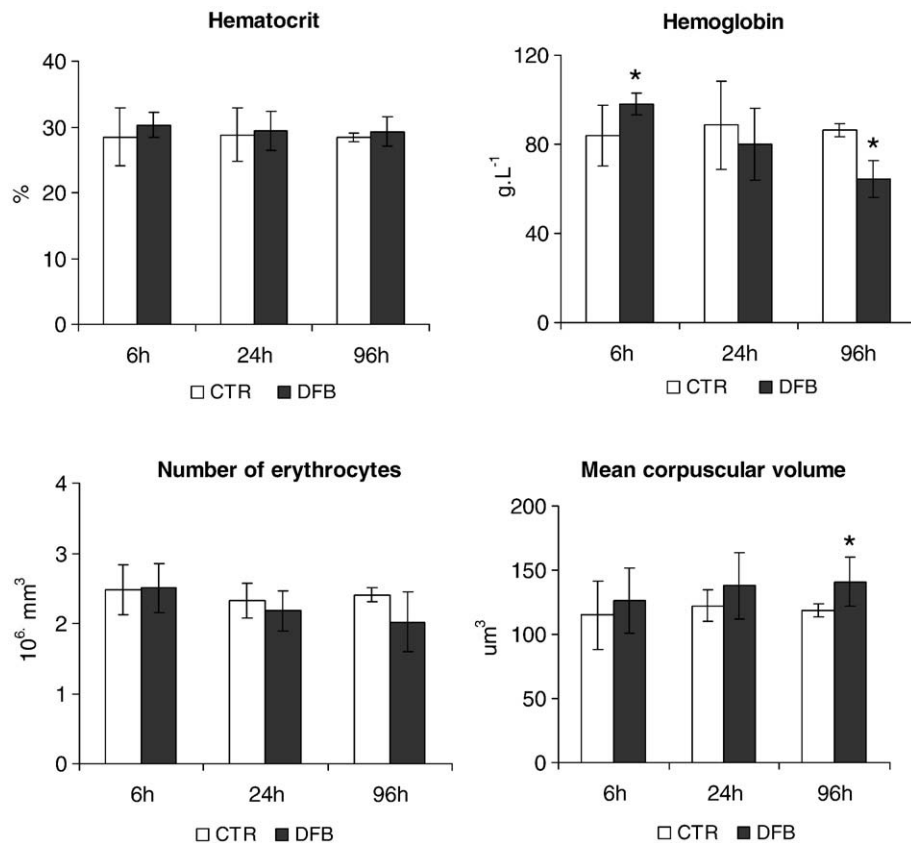 Hematocrit
40
30
20
10
0
%
6h 24h 96h
CTR DFB
Hemoglobin
120
80
40
0
g.L⁻¹
*
*
6h 24h 96h
CTR DFB
Number of erythrocytes
4
3
2
1
0
10⁶· mm³
6h 24h 96h
CTR DFB
Mean corpuscular volume
200
150
100
50
0
um³
*
6h 24h 96h
CTR DFB